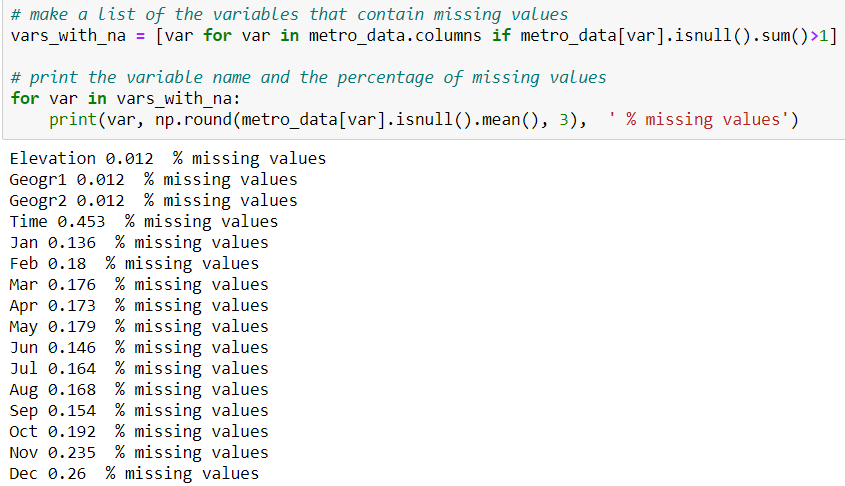 # make a list of the variables that contain missing values
vars_with_na = [var for var in metro_data.columns if metro_data[var].isnull().sum()>1]
# print the variable name and the percentage of missing values
for var in vars_with_na:
    print(var, np.round(metro_data[var].isnull().mean(), 3),  ' % missing values')
Elevation 0.012  % missing values
Geogr1 0.012  % missing values
Geogr2 0.012  % missing values
Time 0.453  % missing values
Jan 0.136  % missing values
Feb 0.18  % missing values
Mar 0.176  % missing values
Apr 0.173  % missing values
May 0.179  % missing values
Jun 0.146  % missing values
Jul 0.164  % missing values
Aug 0.168  % missing values
Sep 0.154  % missing values
Oct 0.192  % missing values
Nov 0.235  % missing values
Dec 0.26  % missing values